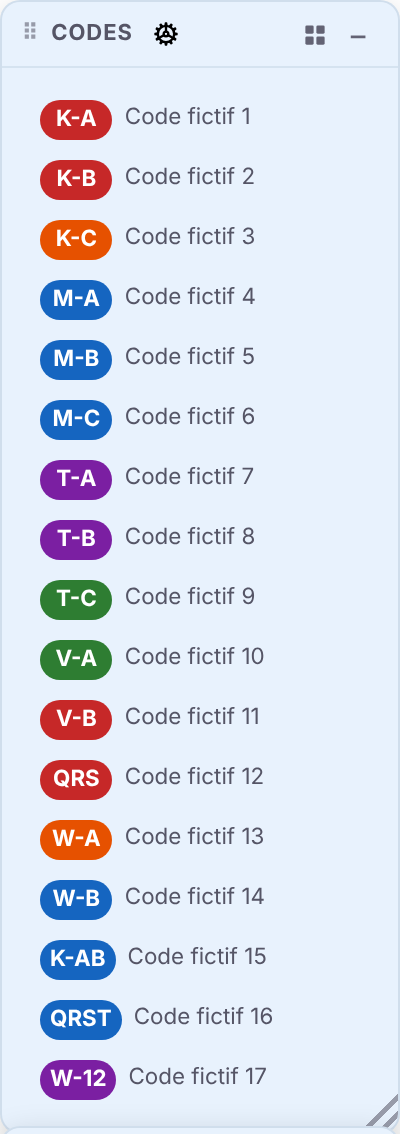 CODES
K-A Code fictif 1
K-B Code fictif 2
K-C Code fictif 3
M-A Code fictif 4
M-B Code fictif 5
M-C Code fictif 6
T-A Code fictif 7
T-B Code fictif 8
T-C Code fictif 9
V-A Code fictif 10
V-B Code fictif 11
QRS Code fictif 12
W-A Code fictif 13
W-B Code fictif 14
K-AB Code fictif 15
QRST Code fictif 16
W-12 Code fictif 17